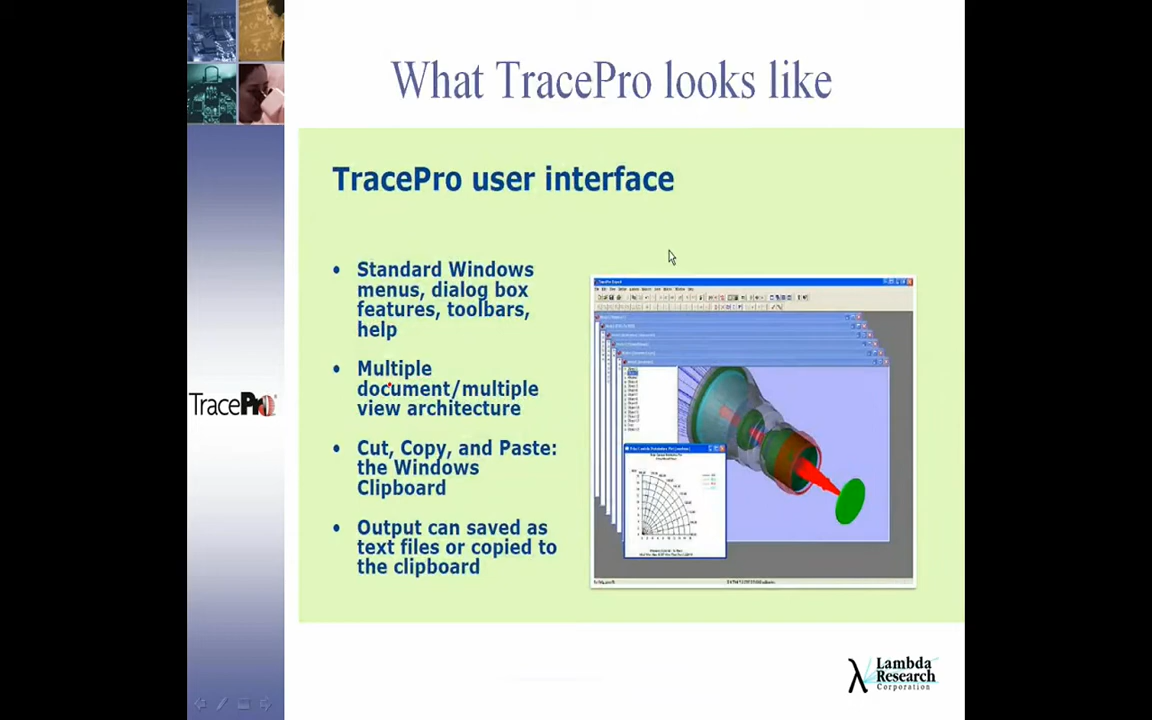 What TracePro looks like
TracePro user interface
• Standard Windows
menus, dialog box
features, toolbars,
help
• Multiple
document/multiple
view architecture
• Cut, Copy, and Paste:
the Windows
Clipboard
• Output can saved as
text files or copied to
the clipboard
TracePro®
Lambda
Research
Corporation